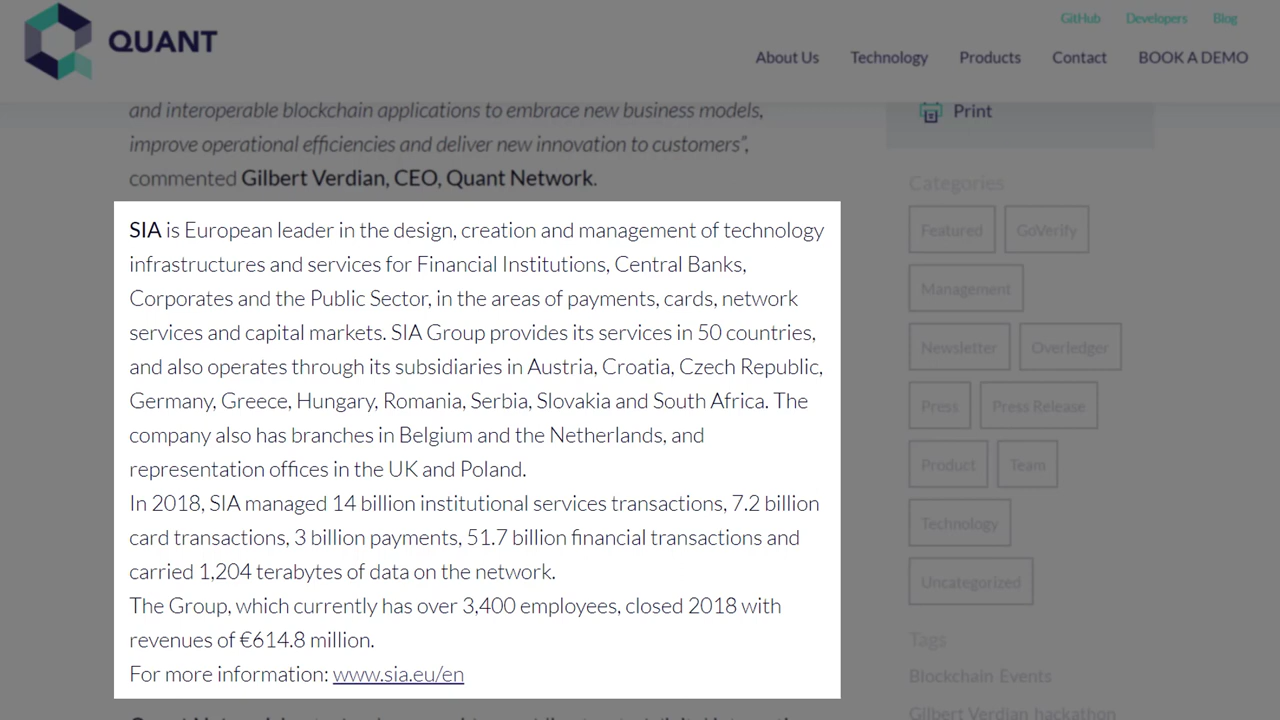 GitHub Developers Blog
QUANT
About Us Technology Products Contact BOOK A DEMO
and interoperable blockchain applications to embrace new business models,
improve operational efficiencies and deliver new innovation to customers”,
commented Gilbert Verdian, CEO, Quant Network.
SIA is European leader in the design, creation and management of technology
infrastructures and services for Financial Institutions, Central Banks,
Corporates and the Public Sector, in the areas of payments, cards, network
services and capital markets. SIA Group provides its services in 50 countries,
and also operates through its subsidiaries in Austria, Croatia, Czech Republic,
Germany, Greece, Hungary, Romania, Serbia, Slovakia and South Africa. The
company also has branches in Belgium and the Netherlands, and
representation offices in the UK and Poland.
In 2018, SIA managed 14 billion institutional services transactions, 7.2 billion
card transactions, 3 billion payments, 51.7 billion financial transactions and
carried 1,204 terabytes of data on the network.
The Group, which currently has over 3,400 employees, closed 2018 with
revenues of €614.8 million.
For more information: www.sia.eu/en
Print
Categories
Featured GoVerify
Management
Newsletter Overledger
Press Press Release
Product Team
Technology
Uncategorized
Tags
Blockchain Events
Gilbert Verdian hackathon